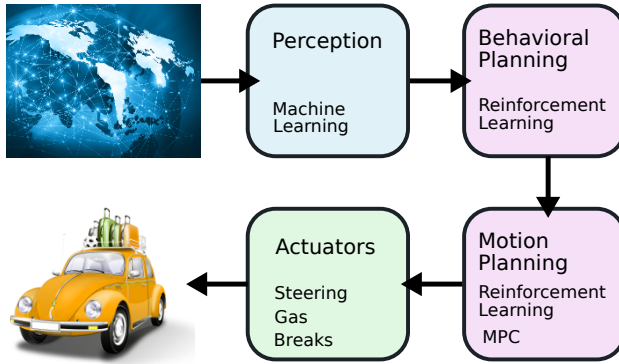 Perception
Machine
Learning
Behavioral
Planning
Reinforcement
Learning
Motion
Planning
Reinforcement
Learning
MPC
Actuators
Steering
Gas
Breaks